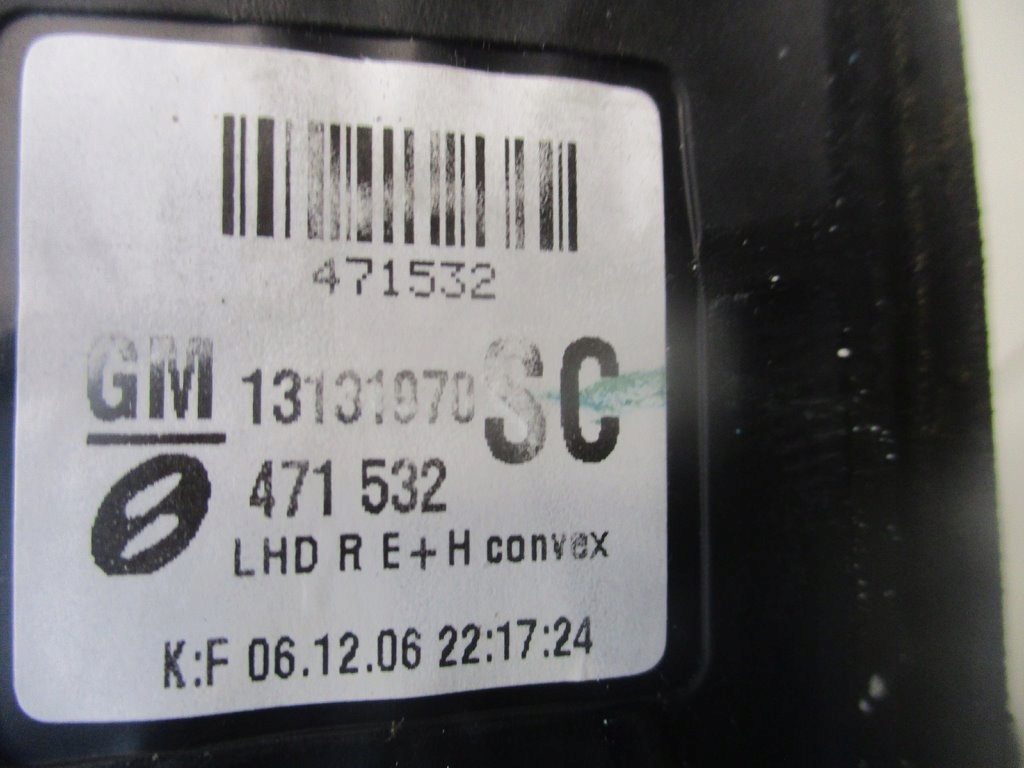 471532
GM 13131970 SC
471 532
LHD R E+H convex
K:F 06.12.06 22:17:24